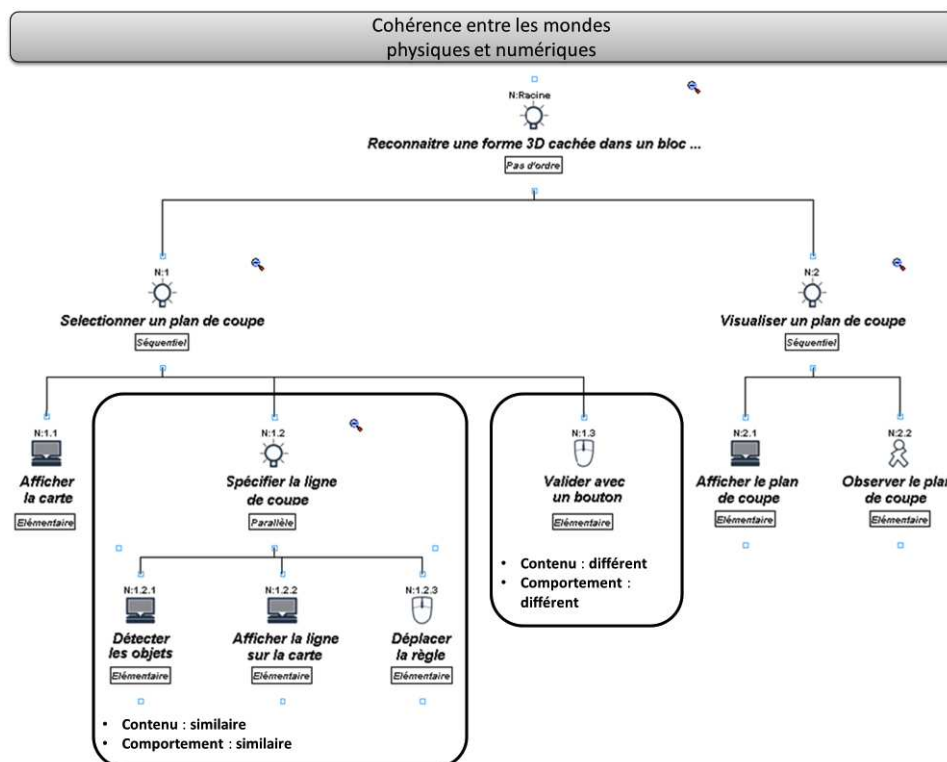 Cohérence entre les mondes
physiques et numériques
N:Racine
Reconnaitre une forme 3D cachée dans un bloc ...
Pas d'ordre
N:1
Selectionner un plan de coupe
Séquentiel
N:2
Visualiser un plan de coupe
Séquentiel
N:1.1
Afficher
la carte
Elémentaire
N:1.2
Spécifier la ligne
de coupe
Parallèle
N:1.3
Valider avec
un bouton
Elémentaire
• Contenu : différent
• Comportement :
différent
N:2.1
Afficher le plan
de coupe
Elémentaire
N:2.2
Observer le plan
de coupe
Elémentaire
N:1.2.1
Détecter
les objets
Elémentaire
N:1.2.2
Afficher la ligne
sur la carte
Elémentaire
N:1.2.3
Déplacer
la règle
Elémentaire
• Contenu : similaire
• Comportement : similaire